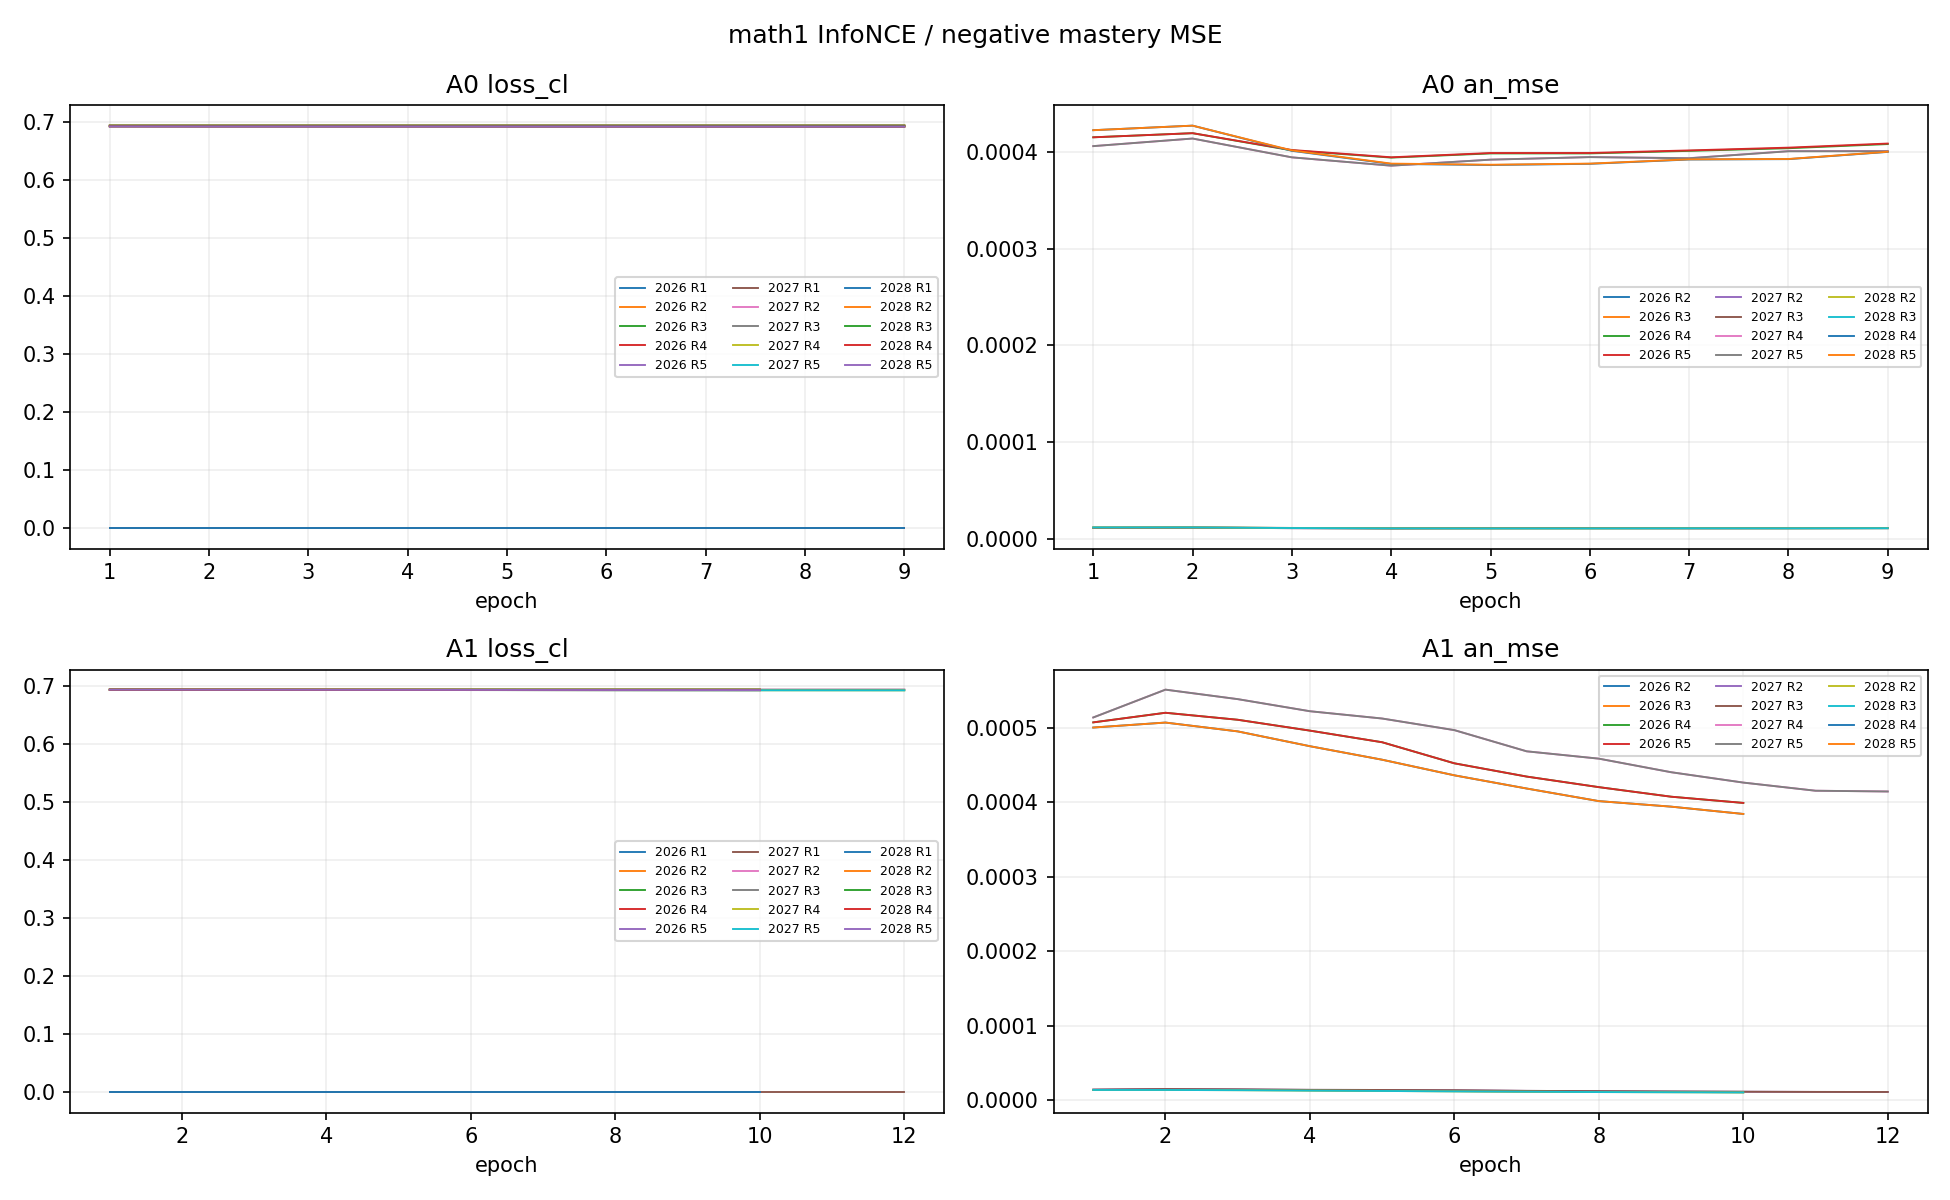 math1 InfoNCE / negative mastery MSE
A0 loss_cl
0.7
0.6
0.5
0.4
0.3
0.2
0.1
0.0
2026 R1 2027 R1 2028 R1
2026 R2 2027 R2 2028 R2
2026 R3 2027 R3 2028 R3
2026 R4 2027 R4 2028 R4
2026 R5 2027 R5 2028 R5
1 2 3 4 5 6 7 8 9
epoch
A0 an_mse
0.0004
0.0003
0.0002
0.0001
0.0000
2026 R2 2027 R2 2028 R2
2026 R3 2027 R3 2028 R3
2026 R4 2027 R4 2028 R4
2026 R5 2027 R5 2028 R5
1 2 3 4 5 6 7 8 9
epoch
A1 loss_cl
0.7
0.6
0.5
0.4
0.3
0.2
0.1
0.0
2026 R1 2027 R1 2028 R1
2026 R2 2027 R2 2028 R2
2026 R3 2027 R3 2028 R3
2026 R4 2027 R4 2028 R4
2026 R5 2027 R5 2028 R5
2 4 6 8 10 12
epoch
A1 an_mse
0.0005
0.0004
0.0003
0.0002
0.0001
0.0000
2026 R2 2027 R2 2028 R2
2026 R3 2027 R3 2028 R3
2026 R4 2027 R4 2028 R4
2026 R5 2027 R5 2028 R5
2 4 6 8 10 12
epoch